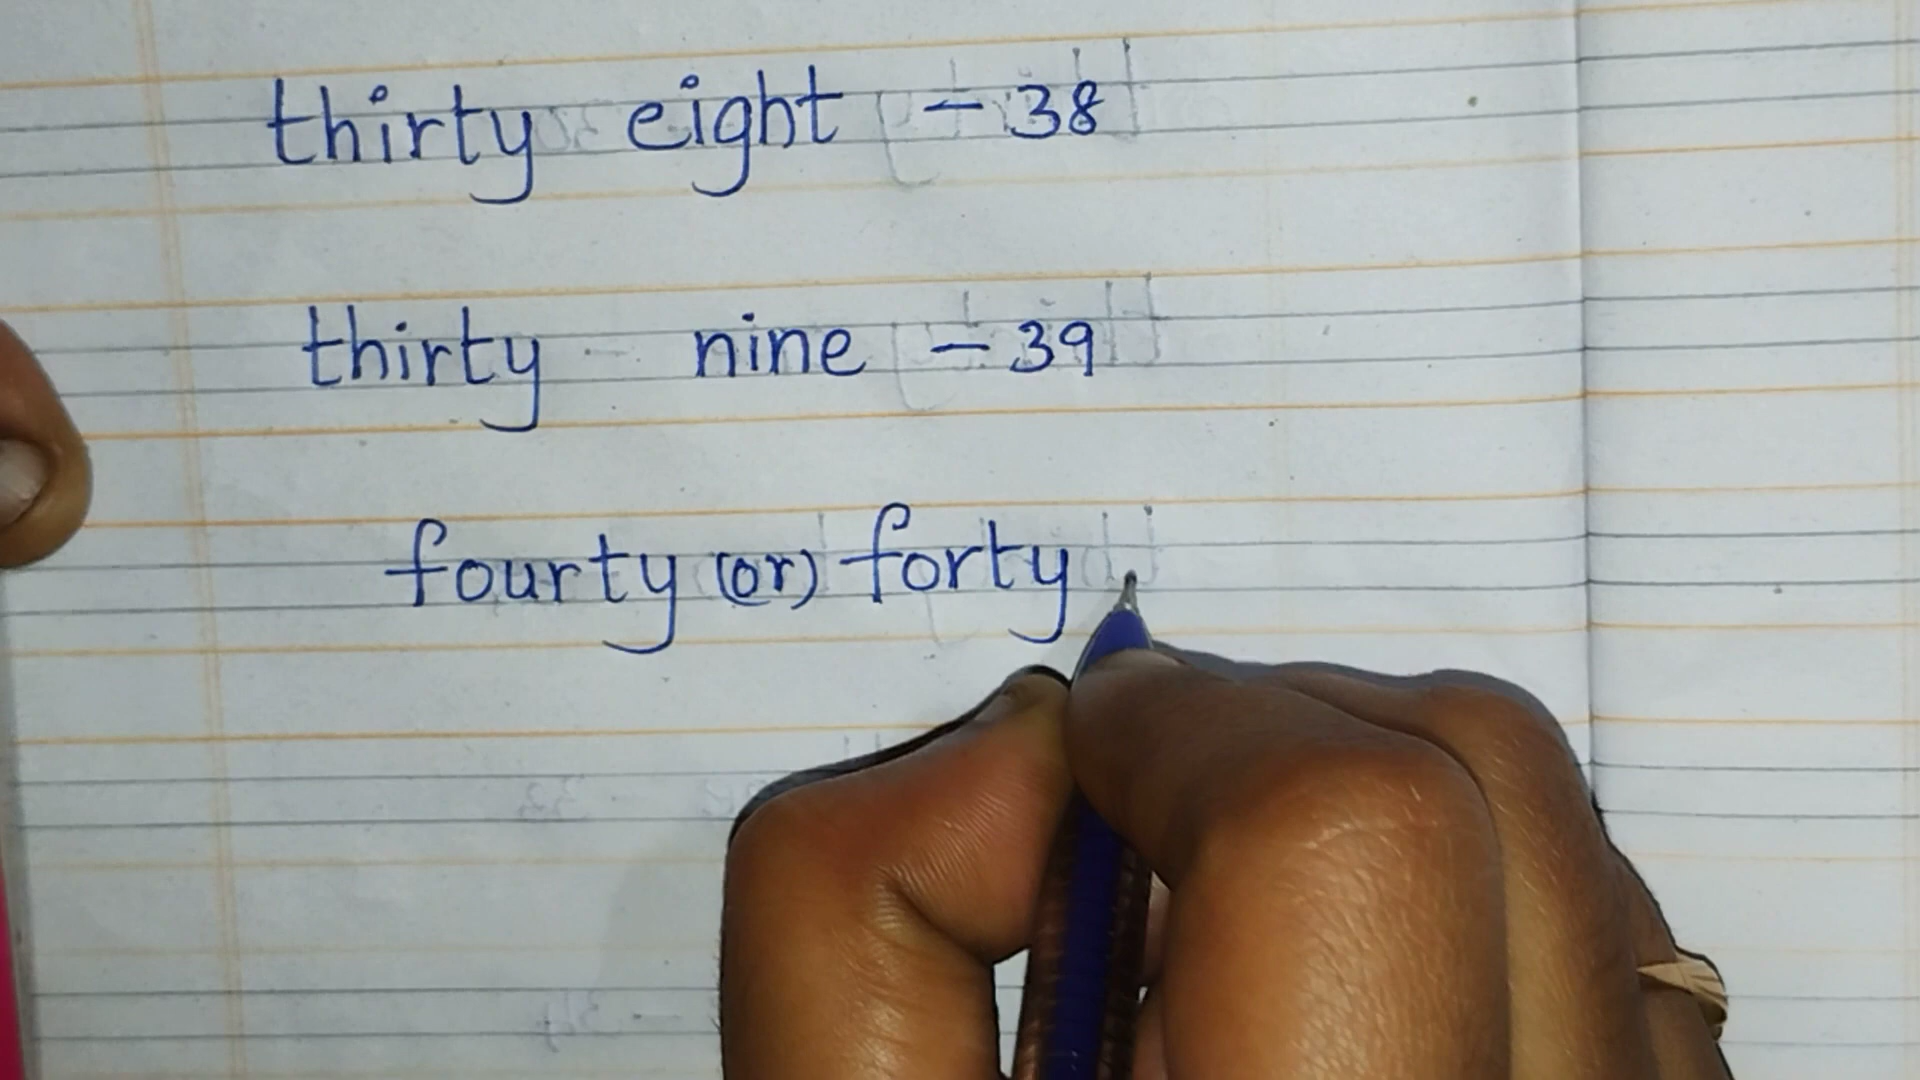 thirty eight - 38
thirty nine - 39
fourty (or) forty